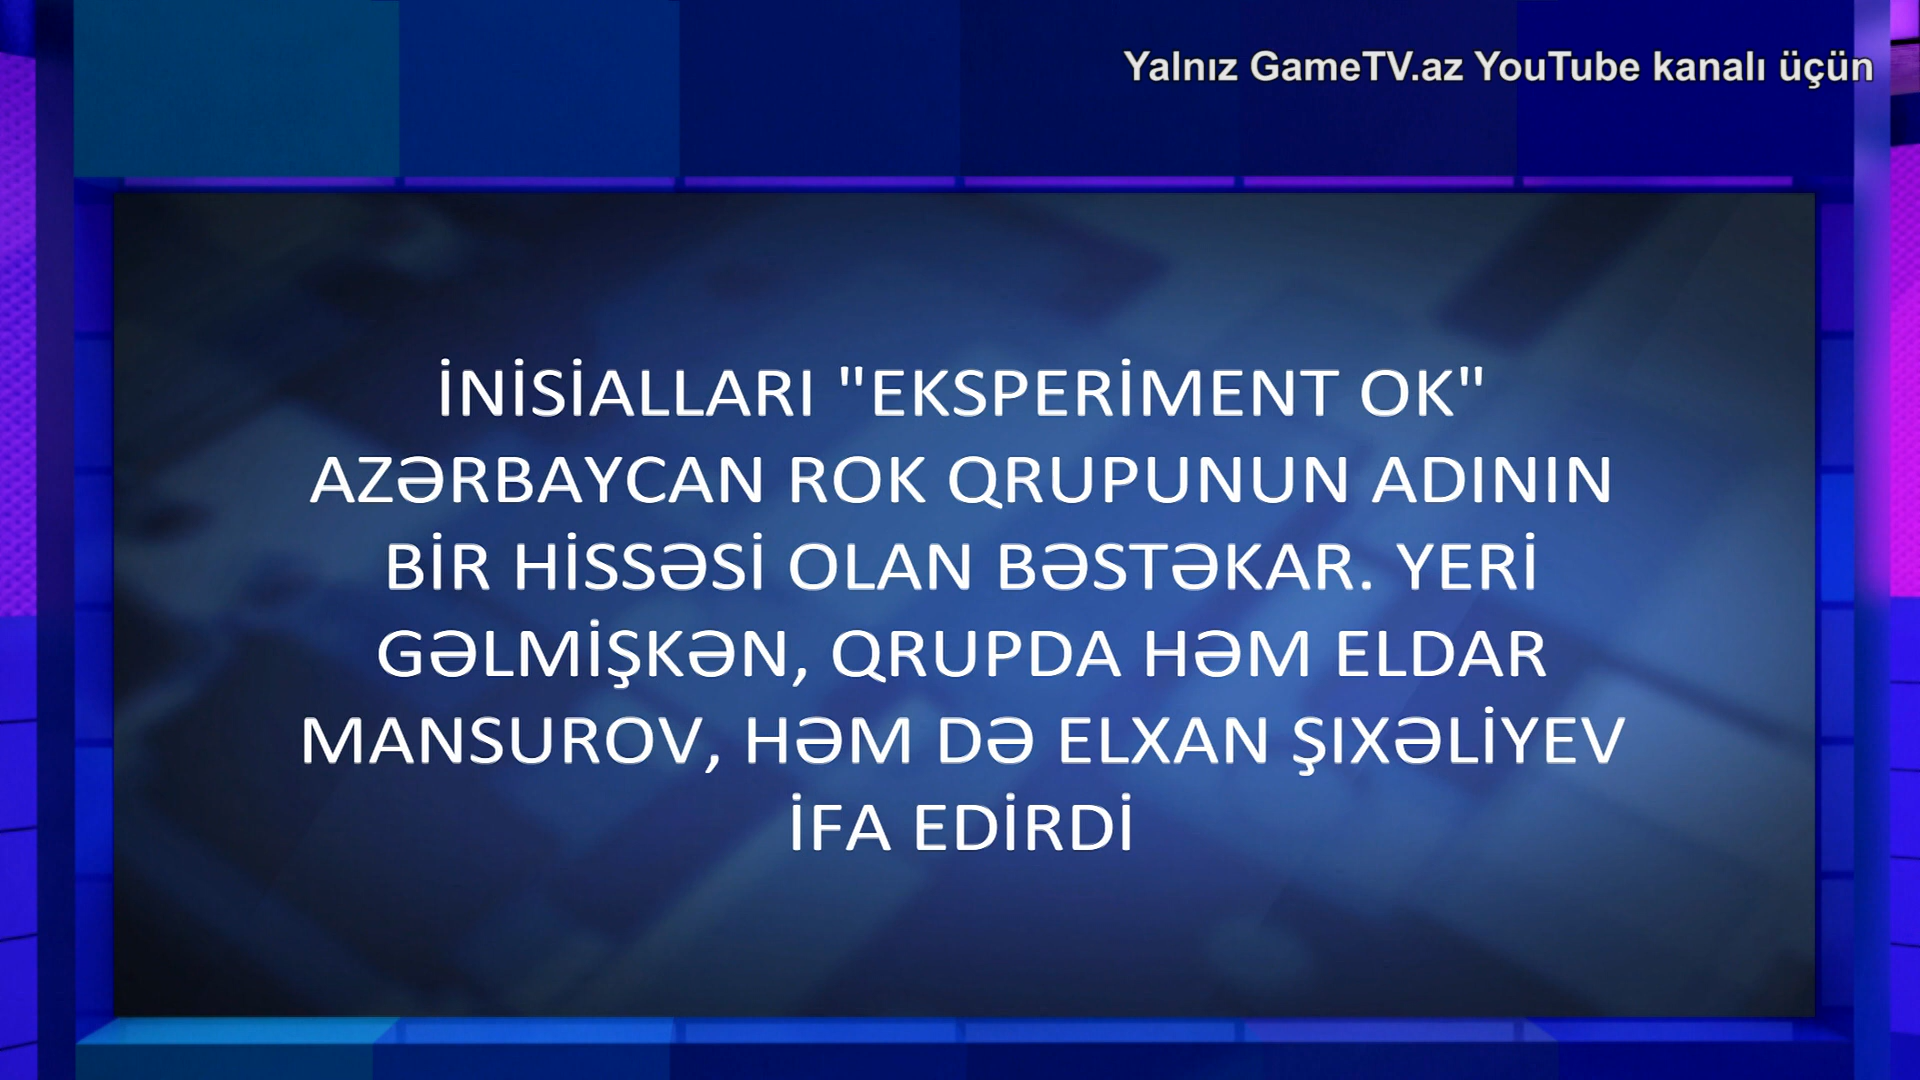 Yalnız GameTV.az YouTube kanalı üçün
İNİSİALLARI "EKSPERİMENT OK"
AZƏRBAYCAN ROK QRUPUNUN ADININ
BİR HİSSƏSİ OLAN BƏSTƏKAR. YERİ
GƏLMİŞKƏN, QRUPDA HƏM ELDAR
MANSUROV, HƏM DƏ ELXAN ŞIXƏLİYEV
İFA EDİRDİ